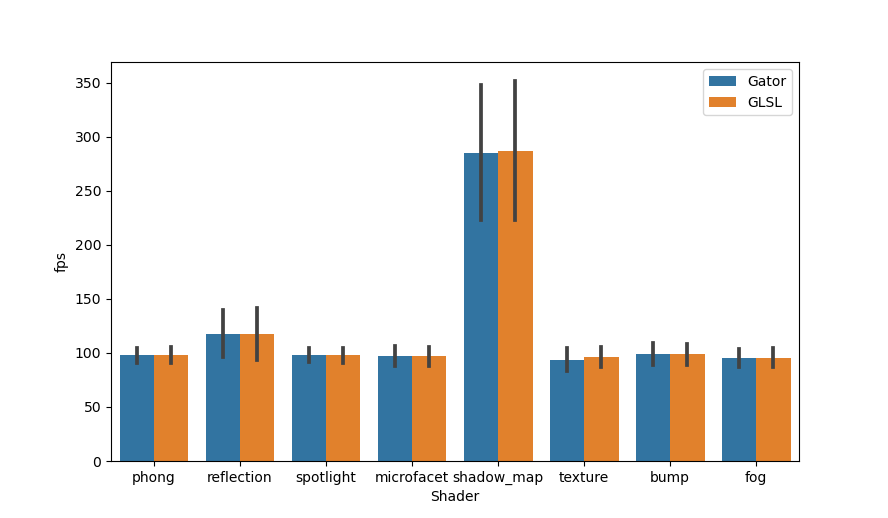 350
300
250
200
150
100
50
0
fps
Gator
GLSL
phong reflection spotlight microfacet shadow_map texture bump fog
Shader